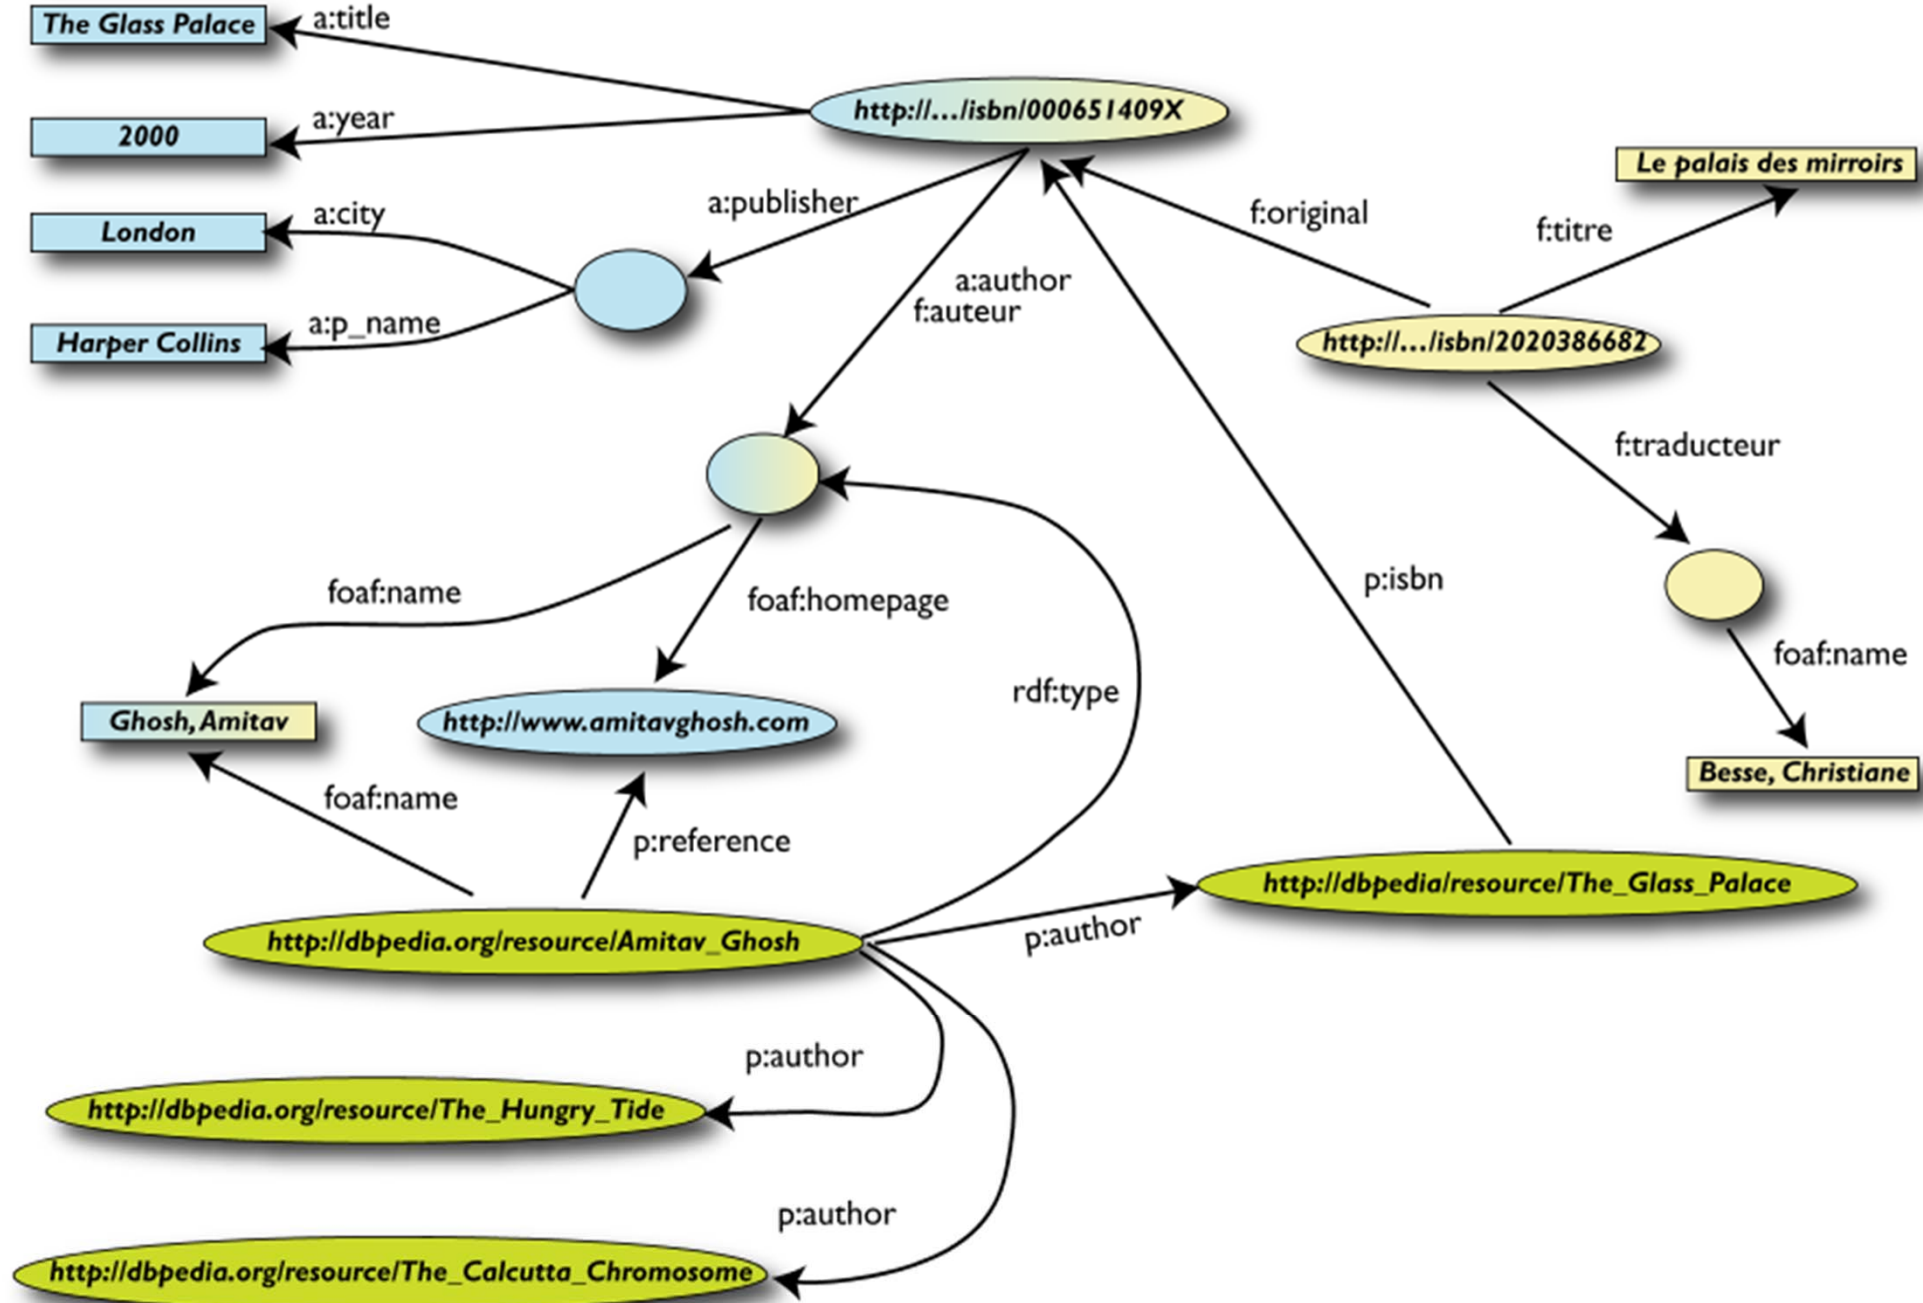 The Glass Palace
a:title
http://.../isbn/000651409X
2000
a:year
Le palais des mirroirs
a:publisher
London
a:city
f:original
f:titre
a:author
f:auteur
Harper Collins
a:p_name
http://.../isbn/2020386682
f:traducteur
foaf:name
foaf:homepage
p:isbn
foaf:name
rdf:type
Ghosh, Amitav
http://www.amitavghosh.com
Besse, Christiane
foaf:name
p:reference
http://dbpedia/resource/The_Glass_Palace
http://dbpedia.org/resource/Amitav_Ghosh
p:author
p:author
http://dbpedia.org/resource/The_Hungry_Tide
p:author
http://dbpedia.org/resource/The_Calcutta_Chromosome